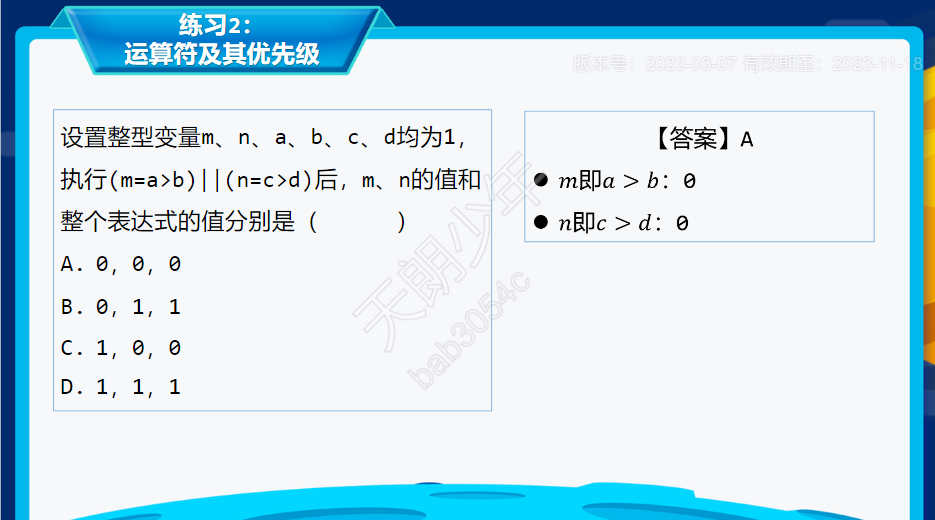 练习2：
运算符及其优先级
版本号：2022-08-07 有效期至：2023-11-18
设置整型变量m、n、a、b、c、d均为1，
执行(m=a>b)||(n=c>d)后，m、n的值和
整个表达式的值分别是（　　　）
A. 0，0，0
B. 0，1，1
C. 1，0，0
D. 1，1，1
【答案】A
● m即a > b：0
● n即c > d：0
天朗少年
bab3054c